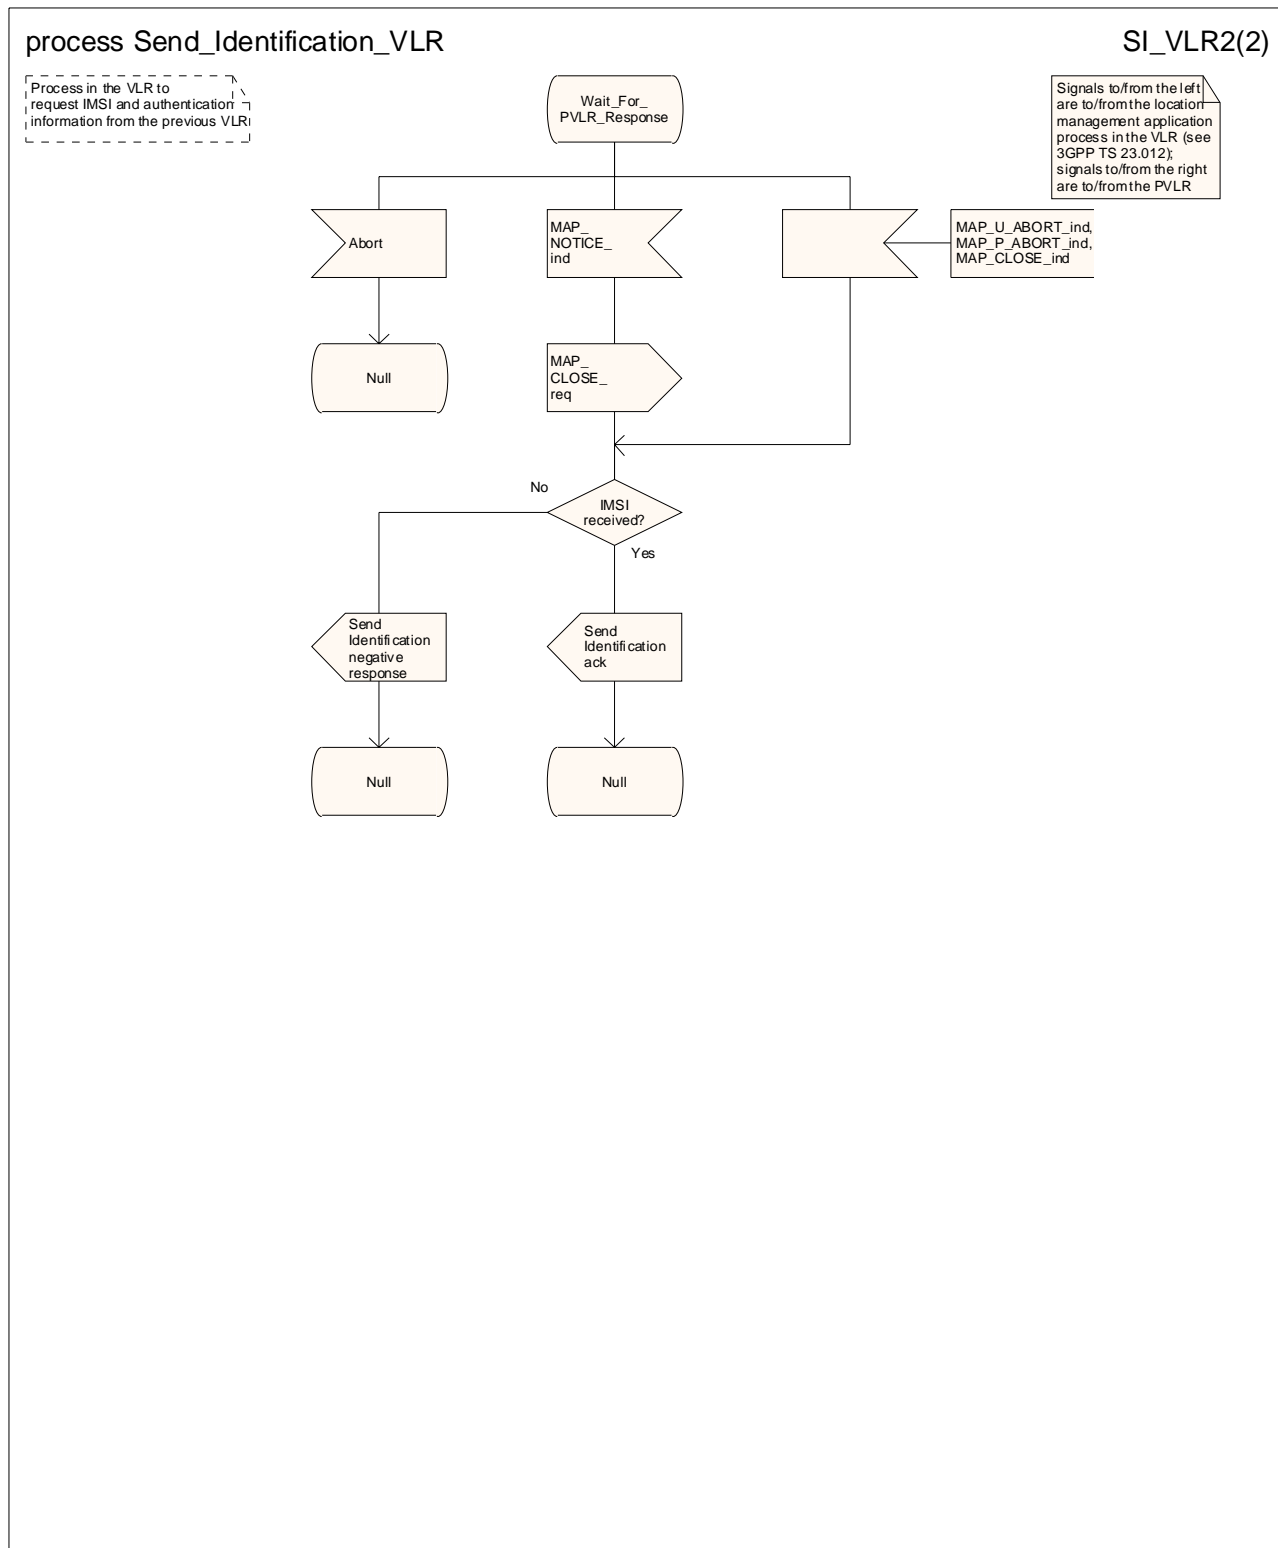 process Send_Identification_VLR
SI_VLR2(2)
Process in the VLR to
request IMSI and authentication
information from the previous VLR
Wait_For_
PVLR_Response
Signals to/from the left
are to/from the location
management application
process in the VLR (see
3GPP TS 23.012);
signals to/from the right
are to/from the PVLR
Abort
MAP_
NOTICE_
ind
MAP_U_ABORT_ind,
MAP_P_ABORT_ind,
MAP_CLOSE_ind
Null
MAP_
CLOSE_
req
No
IMSI
received?
Yes
Send
Identification
negative
response
Send
Identification
ack
Null
Null